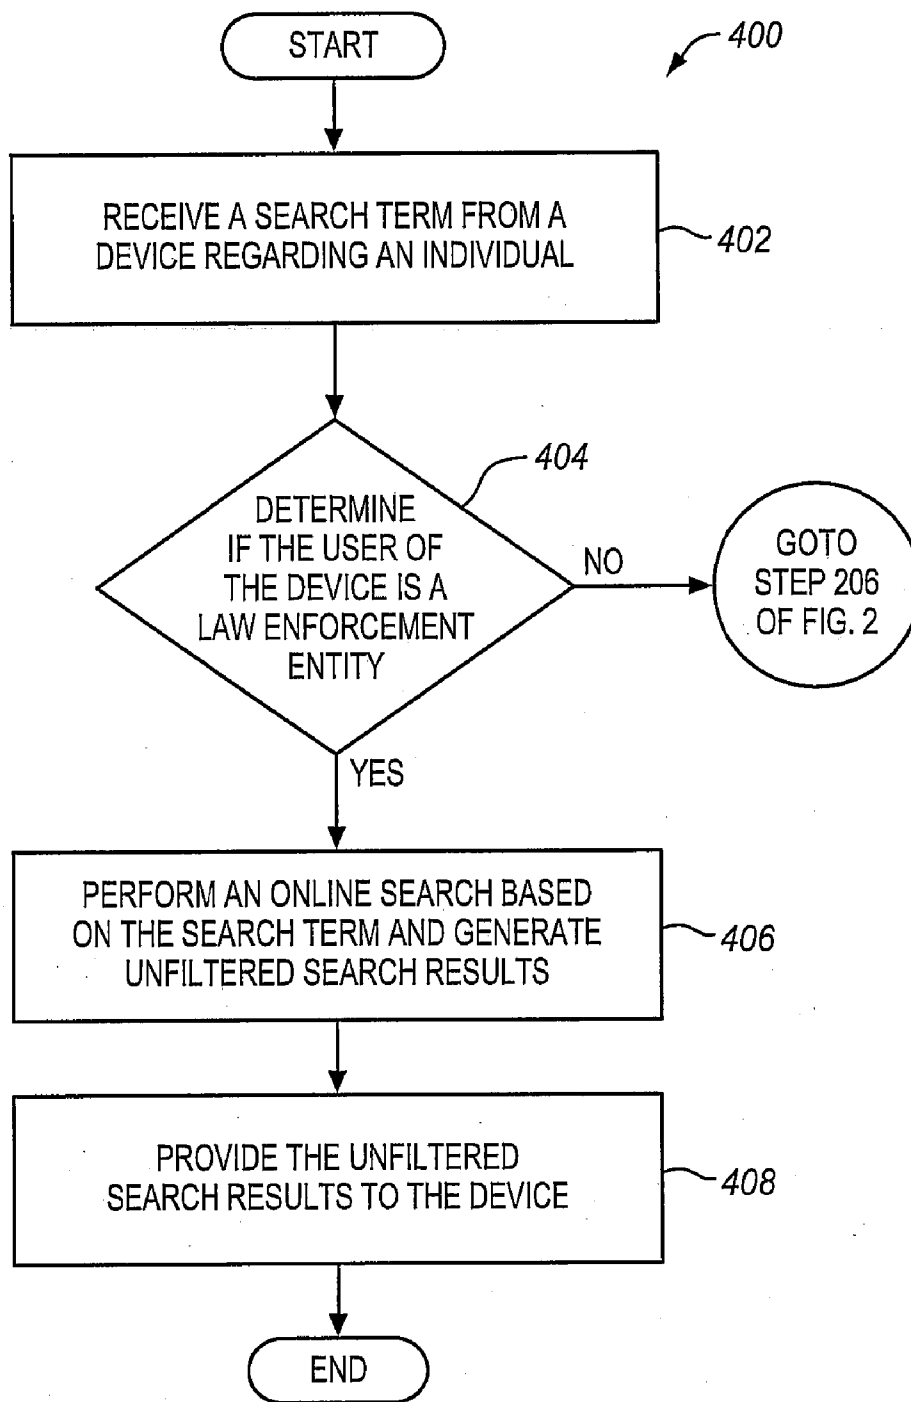 START
400
RECEIVE A SEARCH TERM FROM A
DEVICE REGARDING AN INDIVIDUAL
402
404
DETERMINE
IF THE USER OF
THE DEVICE IS A
LAW ENFORCEMENT
ENTITY
NO
GOTO
STEP 206
OF FIG. 2
YES
PERFORM AN ONLINE SEARCH BASED
ON THE SEARCH TERM AND GENERATE
UNFILTERED SEARCH RESULTS
406
PROVIDE THE UNFILTERED
SEARCH RESULTS TO THE DEVICE
408
END